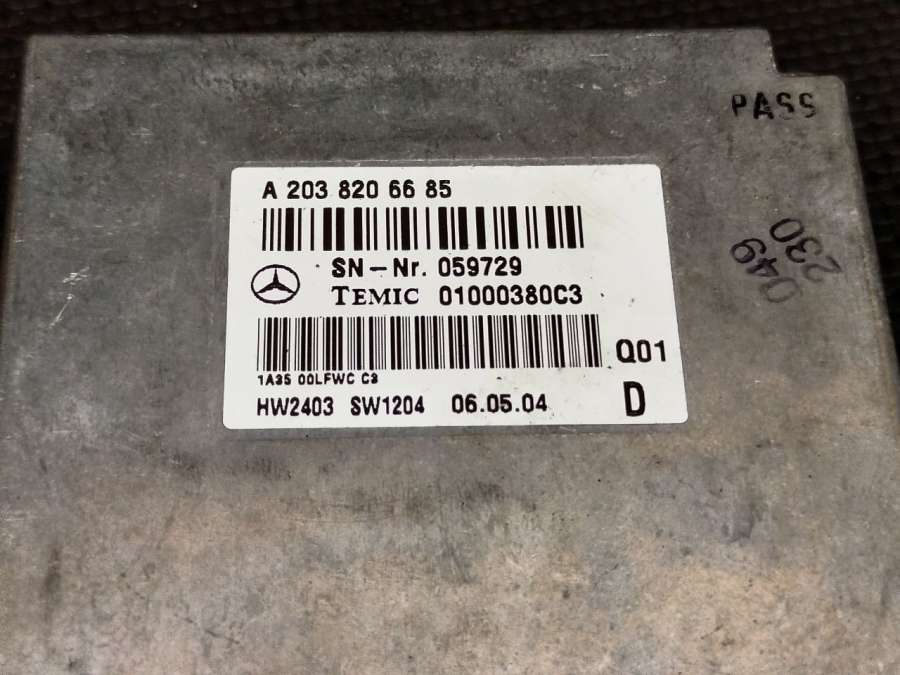 PASS
A 203 820 66 85
SN-Nr. 059729
TEMIC 01000380C3
Q01
1A35 00LFWC C3
HW2403 SW1204 06.05.04 D
049
230